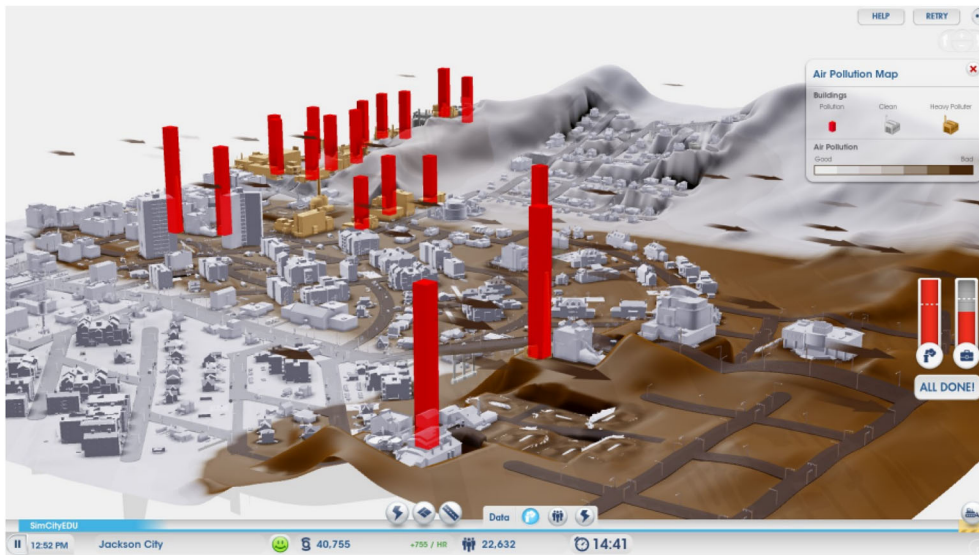 HELP RETRY
Air Pollution Map
Buildings
Pollution Clean Heavy Polluter
Air Pollution
Good Bad
ALL DONE!
Data
SimCityEDU
12:52 PM Jackson City 40,755 +755 / HR 22,632 14:41